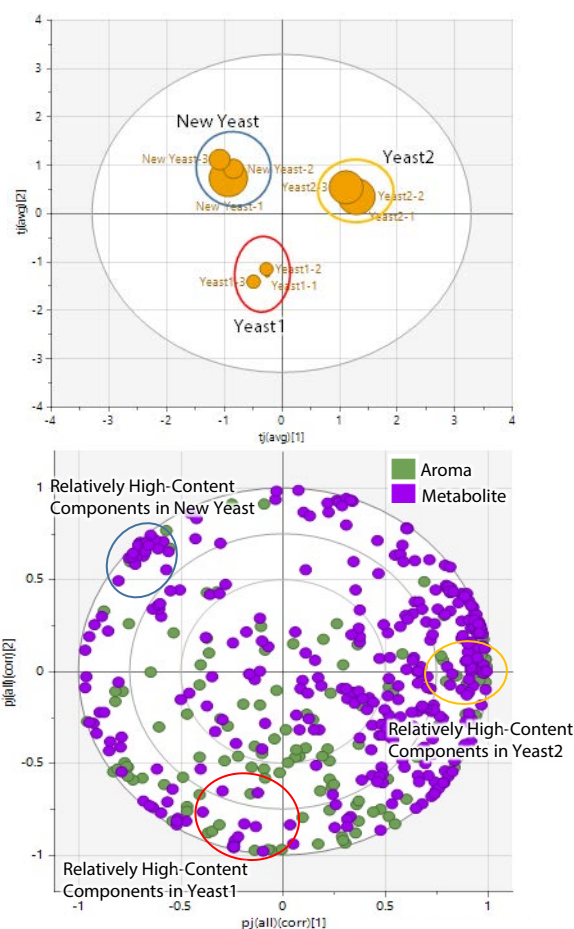 4
3
2
1
0
-1
-2
-3
-4
tj(avg)[2]
New Yeast
New Yeast-3
New Yeast-2
New Yeast-1
Yeast2
Yeast2-3
Yeast2-2
Yeast2-1
Yeast1-2
Yeast1-3
Yeast1-1
Yeast1
-4
-3
-2
-1
0
1
2
3
4
tj(avg)[1]
Aroma
Metabolite
Relatively High-Content
Components in New Yeast
1
0.5
0
-0.5
-1
pj(all)(corr)[2]
Relatively High-Content
Components in Yeast2
Relatively High-Content
Components in Yeast1
-1
-0.5
0
0.5
1
pj(all)(corr)[1]